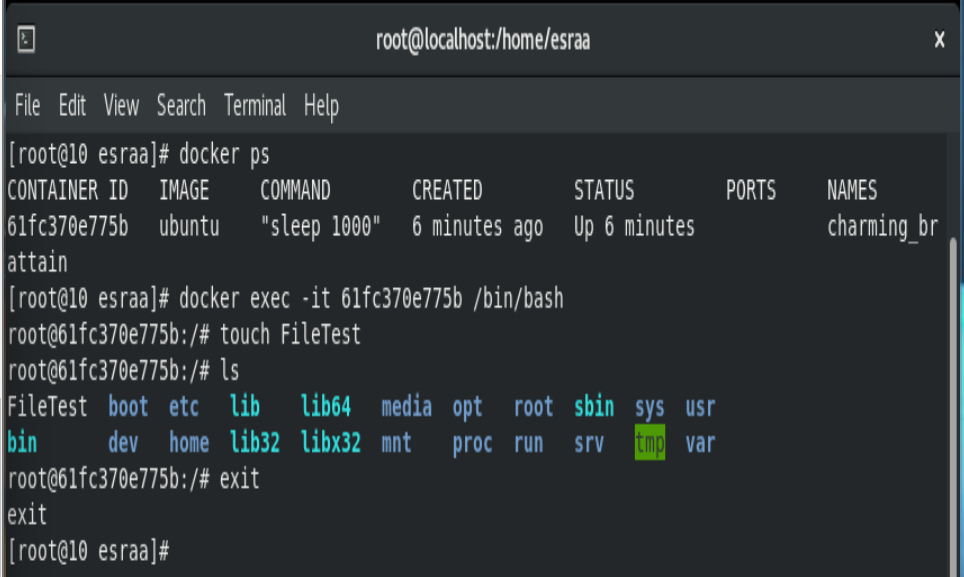 root@localhost:/home/esraa x
File Edit View Search Terminal Help
[root@10 esraa]# docker ps
CONTAINER ID IMAGE COMMAND CREATED STATUS PORTS NAMES
61fc370e775b ubuntu "sleep 1000" 6 minutes ago Up 6 minutes charming_br
attain
[root@10 esraa]# docker exec -it 61fc370e775b /bin/bash
root@61fc370e775b:/# touch FileTest
root@61fc370e775b:/# ls
FileTest boot etc lib lib64 media opt root sbin sys usr
bin dev home lib32 libx32 mnt proc run srv tmp var
root@61fc370e775b:/# exit
exit
[root@10 esraa]#